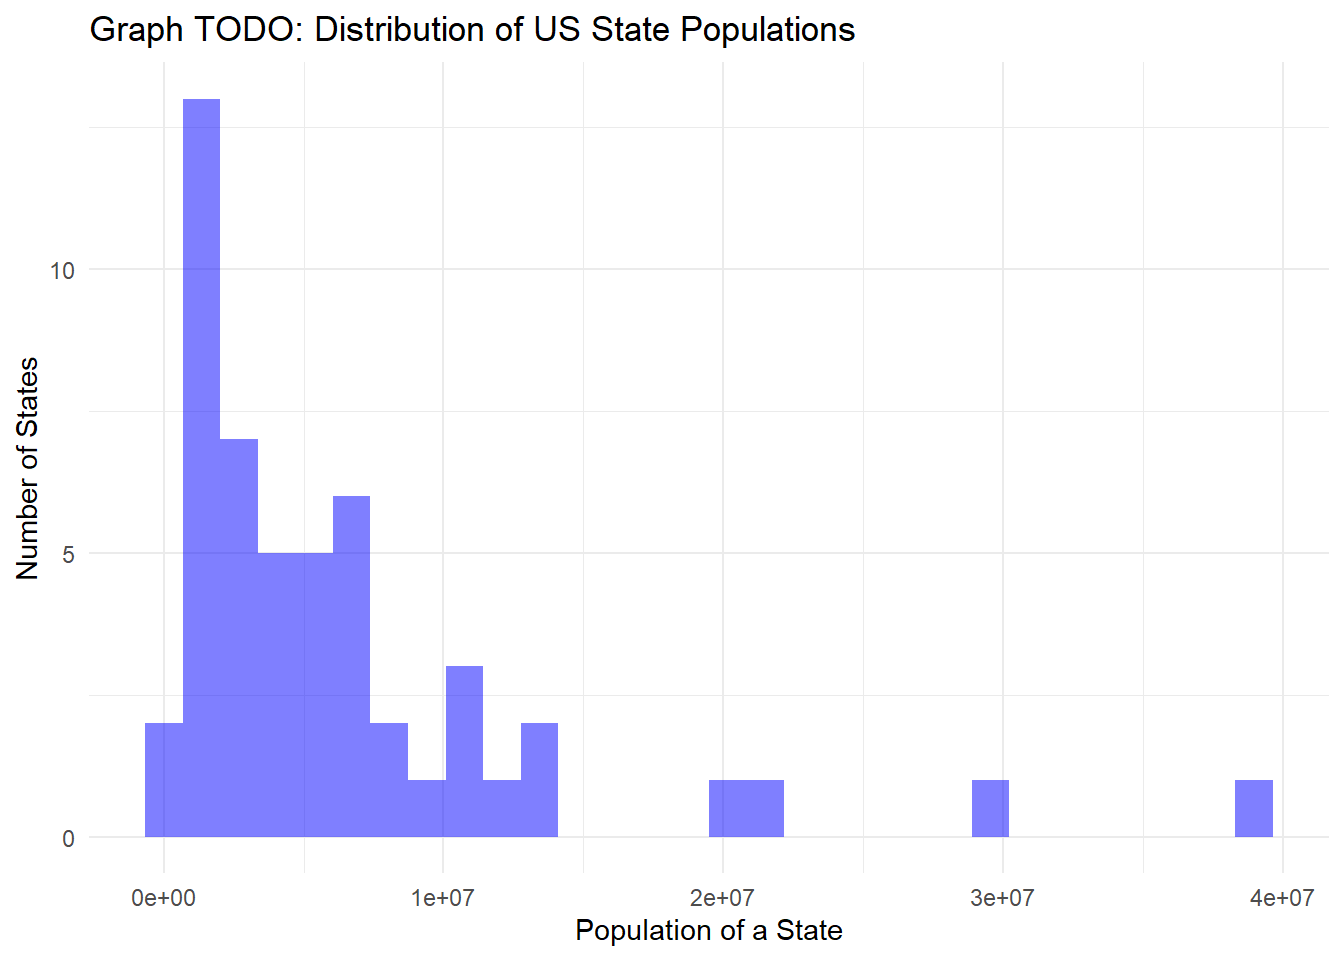 Graph TODO: Distribution of US State Populations
Number of States
10
5
0
0e+00 1e+07 2e+07 3e+07 4e+07
Population of a State